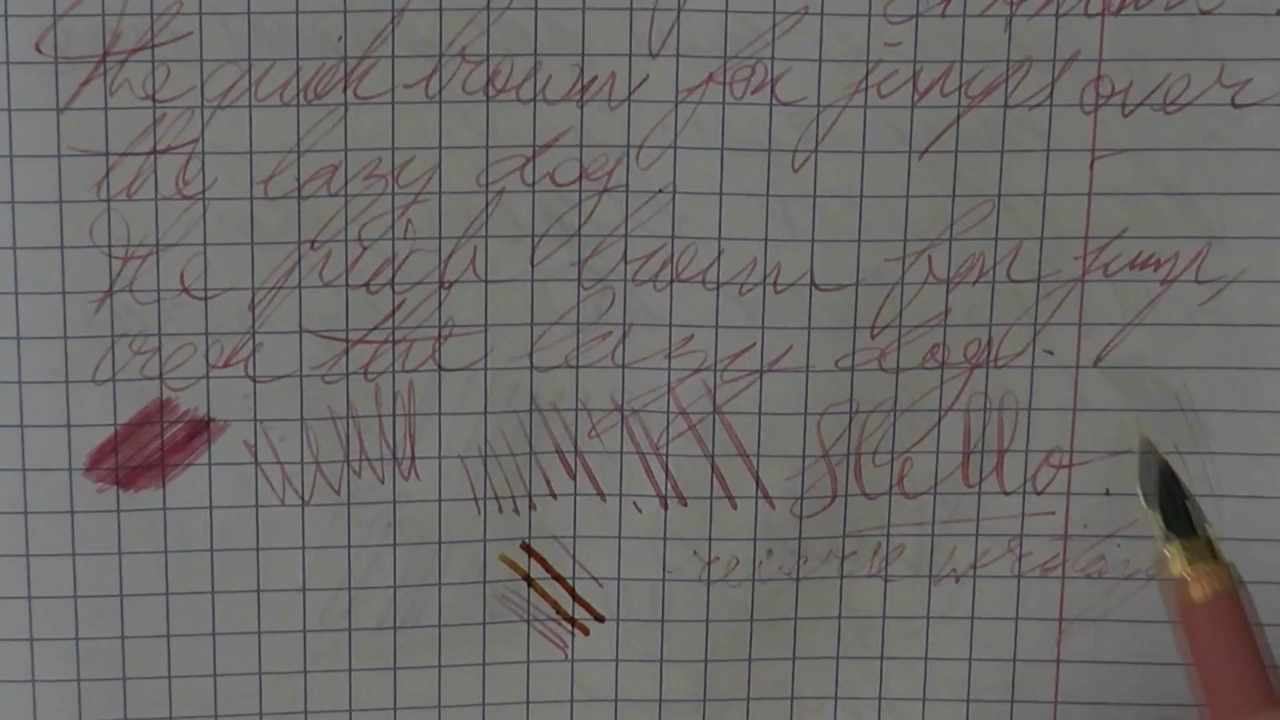 The quick brown fox jumps over
the lazy dog.
The quick brown fox jumps
over the lazy dog.
Hello
reverse writing